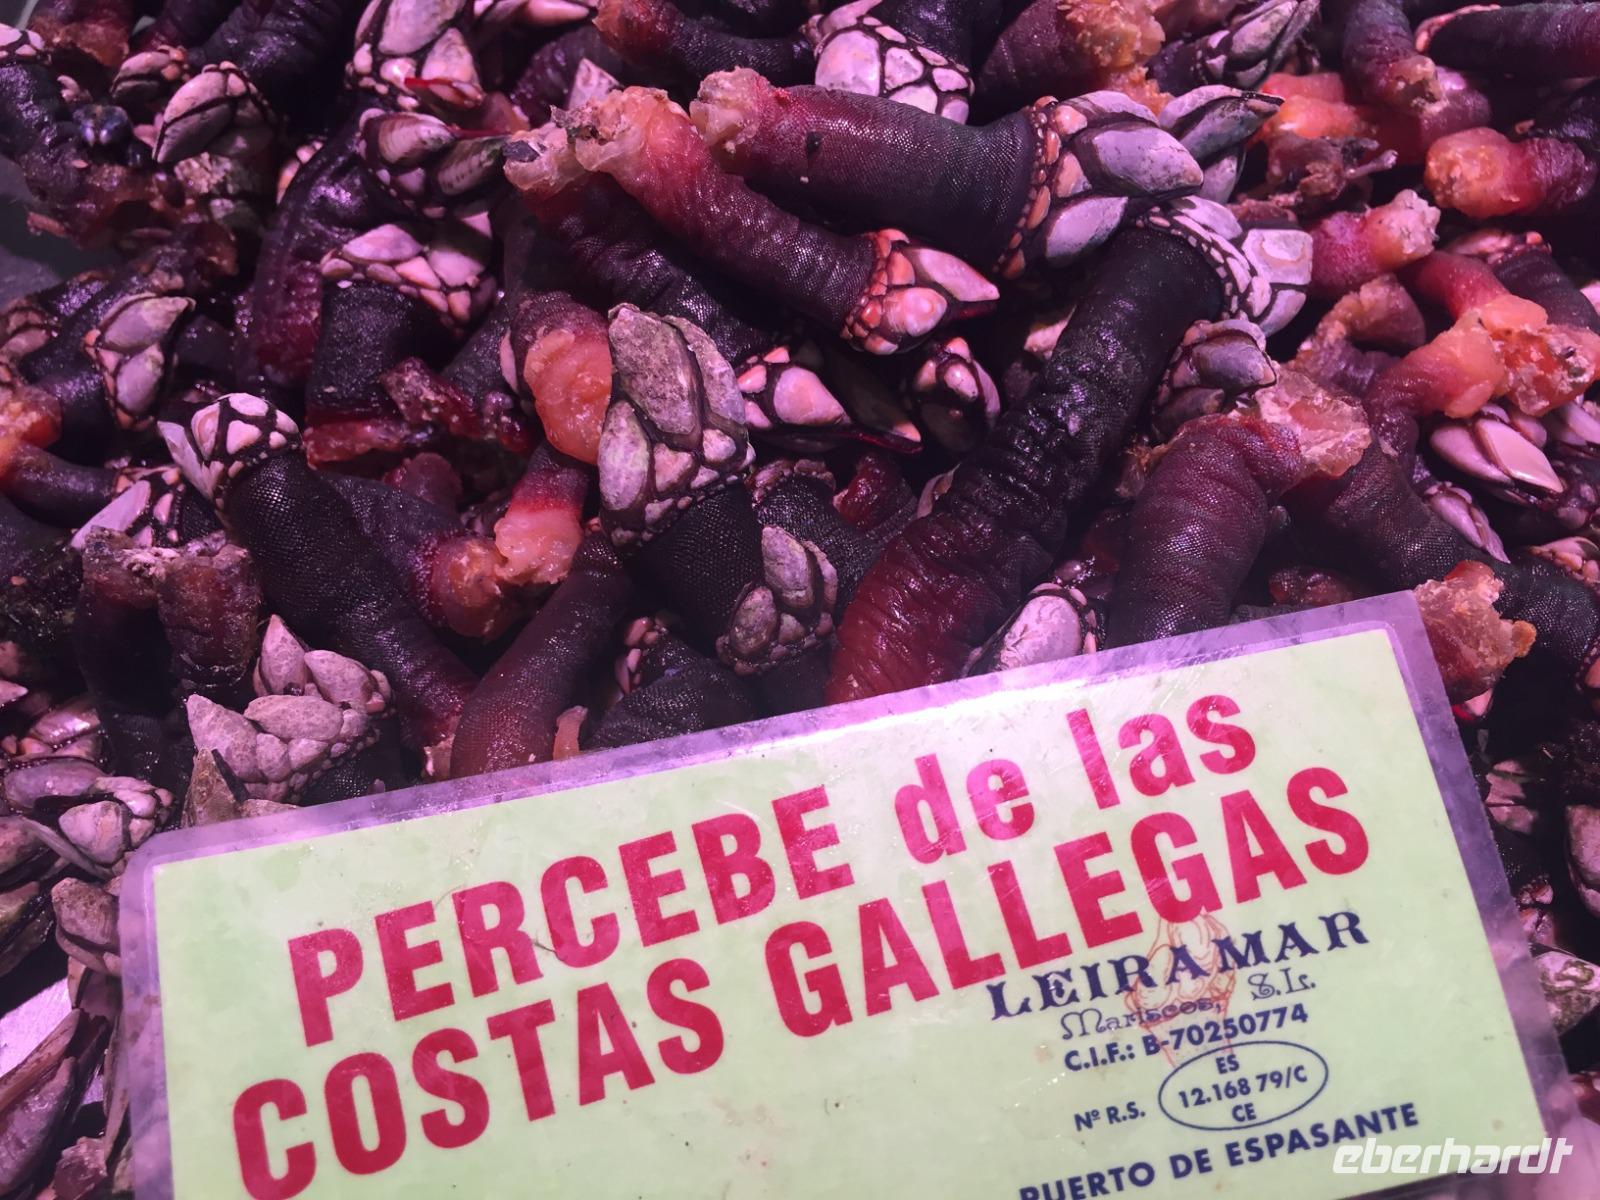 PERCEBE de las
COSTAS GALLEGAS
LEIRAMAR
Mariscos, S.L.
C.I.F.: B-70250774
ES
12.168 79/C
CE
Nº R.S.
PUERTO DE ESPASANTE
eberhardt